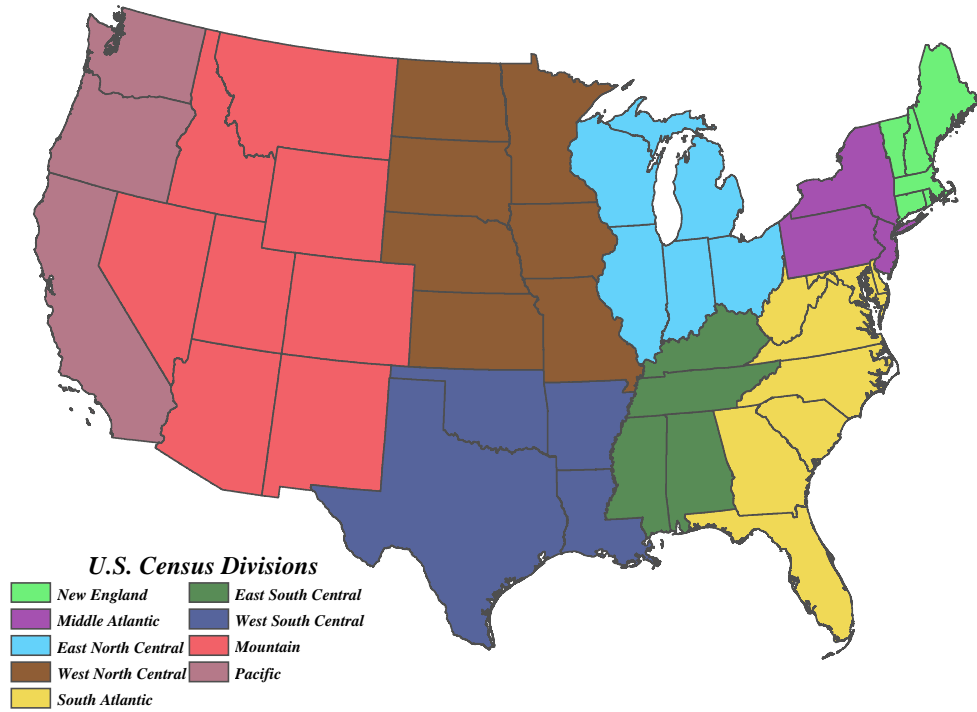 U.S. Census Divisions
New England
Middle Atlantic
East North Central
West North Central
South Atlantic
East South Central
West South Central
Mountain
Pacific